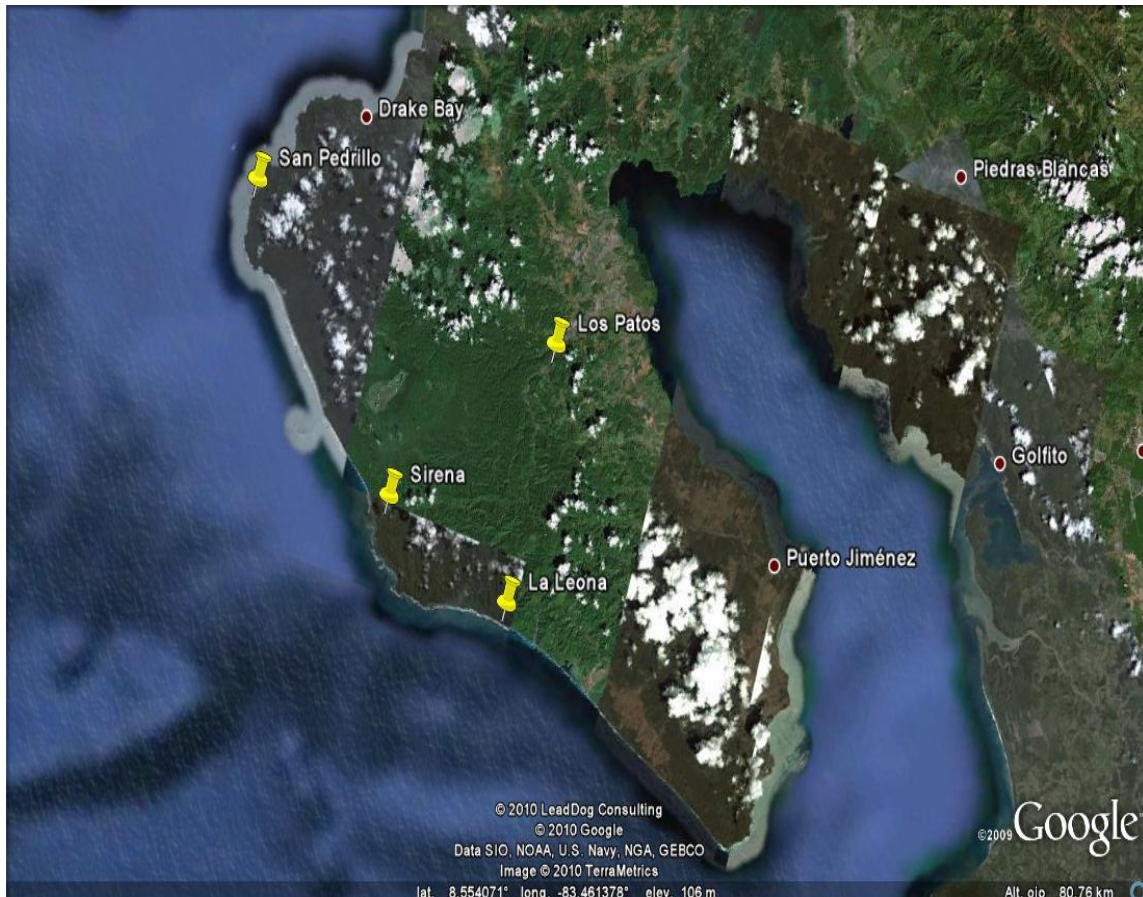 Drake Bay
San Pedrillo
Piedras Blancas
Los Patos
Golfito
Sirena
Puerto Jiménez
La Leona
© 2010 LeadDog Consulting
© 2010 Google
Data SIO, NOAA, U.S. Navy, NGA, GEBCO
Image © 2010 TerraMetrics
©2009 Google
lat. 8.554071° long. -83.461378° elev. 106 m
Alt. ojo 80.76 km